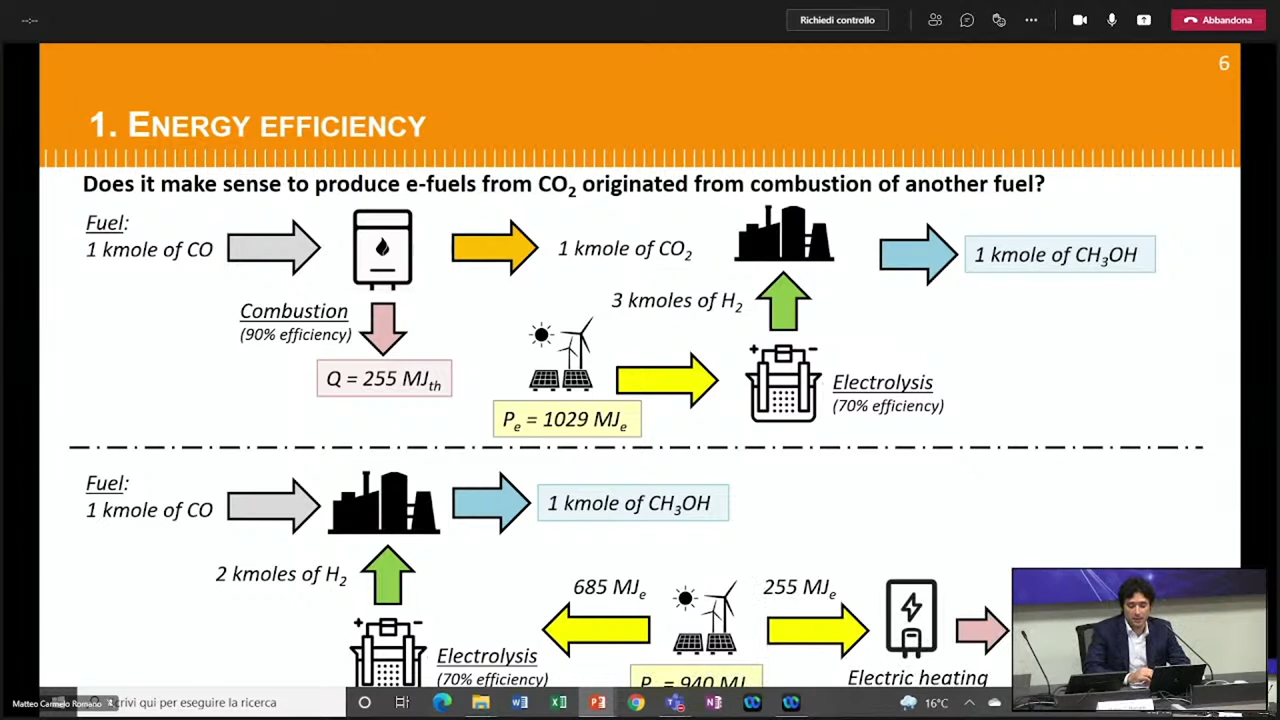 --:--
Richiedi controllo
Abbandona
6
1. ENERGY EFFICIENCY
Does it make sense to produce e-fuels from CO2 originated from combustion of another fuel?
Fuel:
1 kmole of CO
1 kmole of CO2
1 kmole of CH3OH
3 kmoles of H2
Combustion
(90% efficiency)
Q = 255 MJth
Electrolysis
(70% efficiency)
Pe = 1029 MJe
Fuel:
1 kmole of CO
1 kmole of CH3OH
2 kmoles of H2
685 MJe
255 MJe
Electrolysis
(70% efficiency)
Electric heating
= 940 MJ
Matteo Carmelo Romano
crivi qui per eseguire la ricerca
16°C